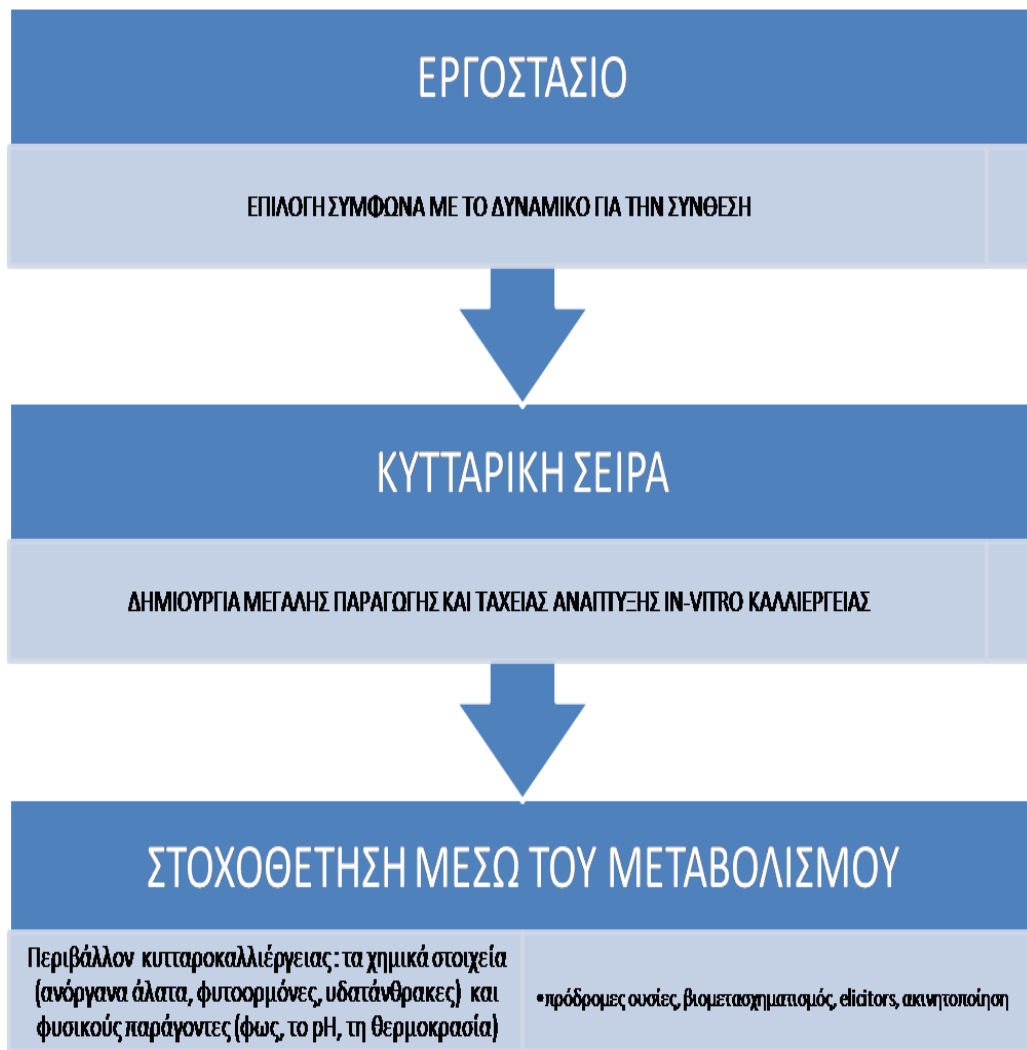 ΕΡΓΟΣΤΑΣΙΟ
ΕΠΙΛΟΓΗ ΣΥΜΦΩΝΑ ΜΕ ΤΟ ΔΥΝΑΜΙΚΟ ΓΙΑ ΤΗΝ ΣΥΝΘΕΣΗ
ΚΥΤΤΑΡΙΚΗ ΣΕΙΡΑ
ΔΗΜΙΟΥΡΓΙΑ ΜΕΓΑΛΗΣ ΠΑΡΑΓΩΓΗΣ ΚΑΙ ΤΑΧΕΙΑΣ ΑΝΑΠΤΥΞΗΣ IN-VITRO ΚΑΛΛΙΕΡΓΕΙΑΣ
ΣΤΟΧΟΘΕΤΗΣΗ ΜΕΣΩ ΤΟΥ ΜΕΤΑΒΟΛΙΣΜΟΥ
Περιβάλλον κυτταροκαλλιέργειας: τα χημικά στοιχεία
(ανόργανα άλατα, φυτοορμόνες, υδατάνθρακες) και
φυσικούς παράγοντες (φως, το pH, τη θερμοκρασία)
•πρόδρομες ουσίες, βιομετασχηματισμός, elicitors, ακινητοποίηση